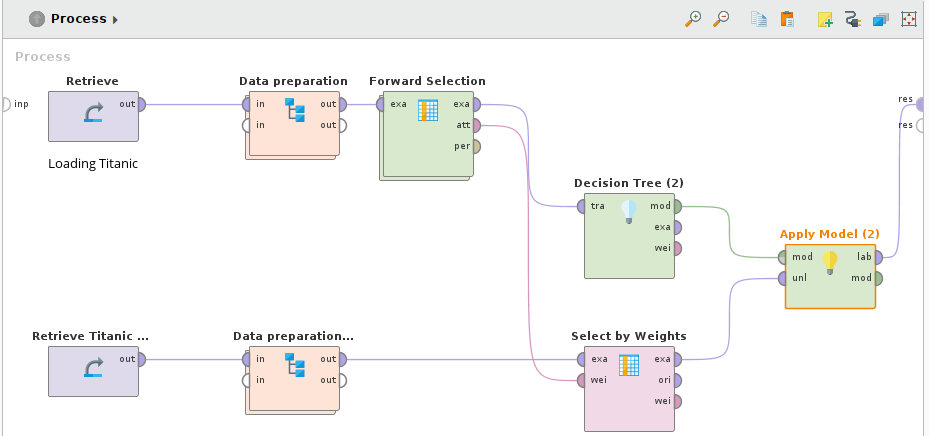 Process
Process
Retrieve
Data preparation
Forward Selection
inp
out
in
out
exa
exa
res
in
out
att
res
per
Loading Titanic
Decision Tree (2)
tra
mod
exa
wei
Apply Model (2)
mod
lab
unl
mod
Retrieve Titanic ...
Data preparation...
Select by Weights
out
in
out
exa
exa
in
out
wei
ori
wei